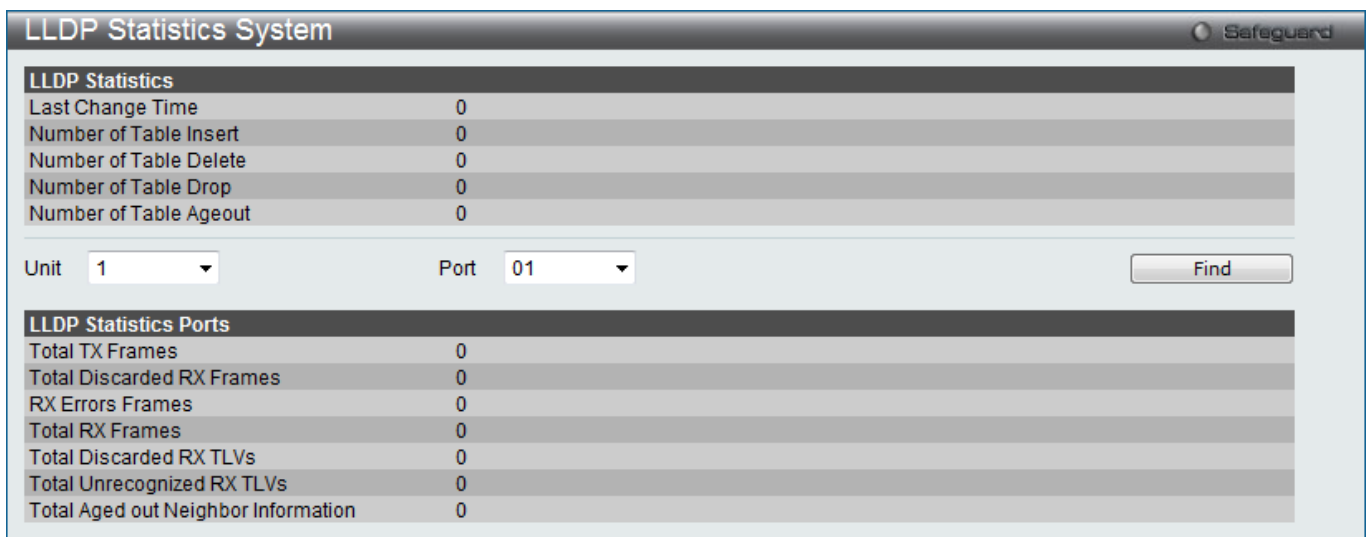 LLDP Statistics System Safeguard
LLDP Statistics
Last Change Time 0
Number of Table Insert 0
Number of Table Delete 0
Number of Table Drop 0
Number of Table Ageout 0
Unit 1 Port 01 Find
LLDP Statistics Ports
Total TX Frames 0
Total Discarded RX Frames 0
RX Errors Frames 0
Total RX Frames 0
Total Discarded RX TLVs 0
Total Unrecognized RX TLVs 0
Total Aged out Neighbor Information 0